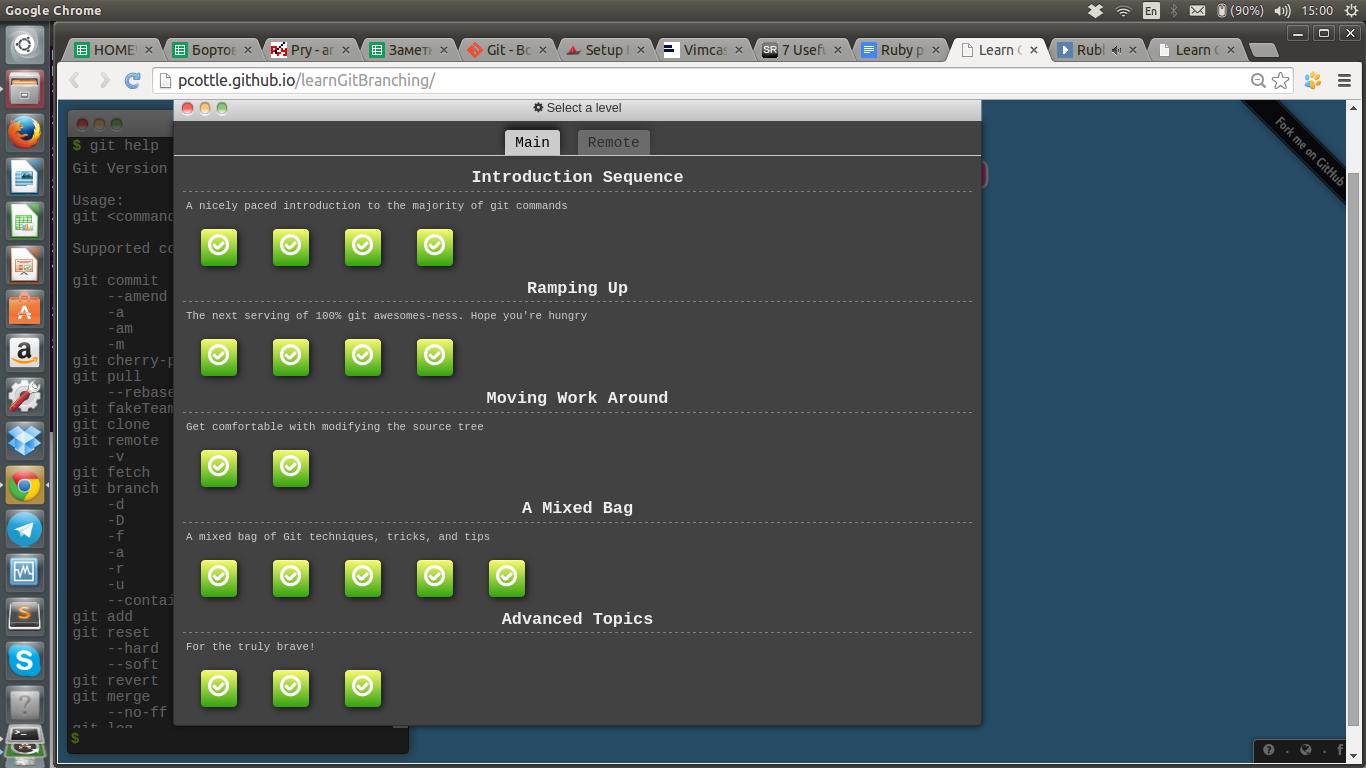 Google Chrome
En
(90%)
15:00
HOME
Бортов
Pry - ar
Заметк
Git - Bo
Setup
Vimcas
SR 7 Usefu
Ruby p
Learn
Rubl
Learn
pcottle.github.io/learnGitBranching/
Select a level
Main
Remote
Fork me on GitHub
$ git help
Git Version
Usage:
git <command
Supported co
git commit
--amend
-a
-am
-m
git cherry-p
git pull
--rebase
git fakeTeam
git clone
git remote
-v
git fetch
git branch
-d
-D
-f
-a
-r
-u
--contai
git add
git reset
--hard
--soft
git revert
git merge
--no-ff
git log
$
Introduction Sequence
A nicely paced introduction to the majority of git commands
Ramping Up
The next serving of 100% git awesomes-ness. Hope you're hungry
Moving Work Around
Get comfortable with modifying the source tree
A Mixed Bag
A mixed bag of Git techniques, tricks, and tips
Advanced Topics
For the truly brave!